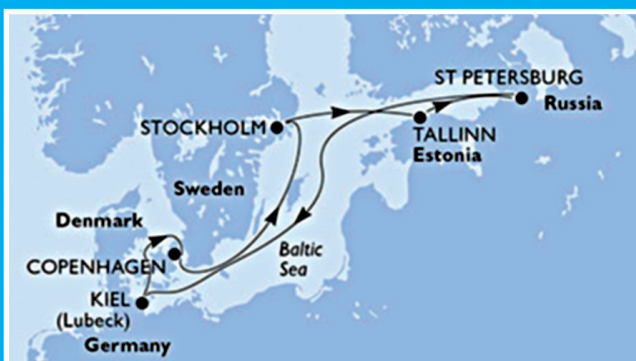 ST PETERSBURG
Russia
STOCKHOLM
TALLINN
Estonia
Sweden
Denmark
Baltic
Sea
COPENHAGEN
KIEL
(Lubeck)
Germany